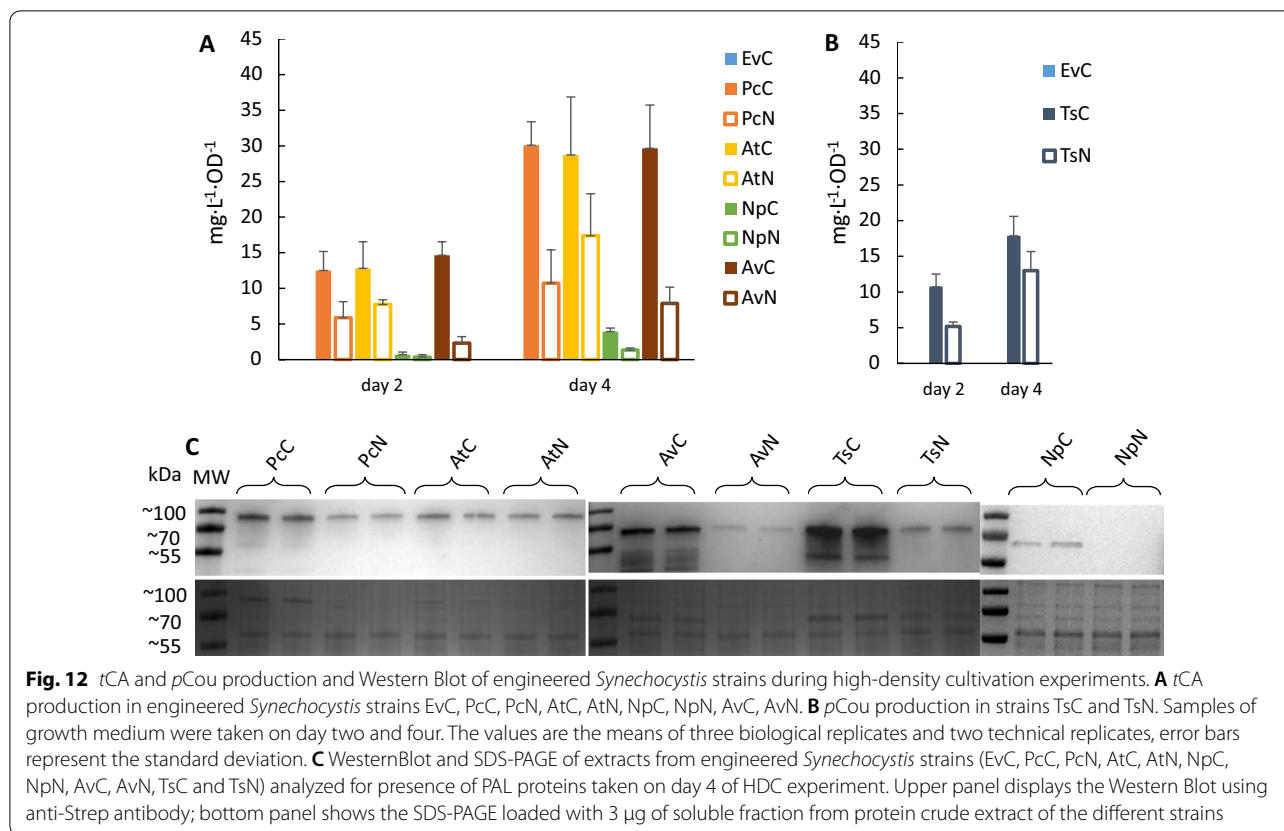 A
45
40
35
30
25
20
15
10
5
0
mg·L⁻¹·OD⁻¹
day 2
day 4
EvC
PcC
PcN
AtC
AtN
NpC
NpN
AvC
AvN
B
45
40
35
30
25
20
15
10
5
0
mg·L⁻¹·OD⁻¹
day 2
day 4
EvC
TsC
TsN
C
kDa
MW
PcC
PcN
AtC
AtN
AvC
AvN
TsC
TsN
NpC
NpN
~100
~70
~55
~100
~70
~55
Fig. 12 tCA and pCou production and Western Blot of engineered Synechocystis strains during high-density cultivation experiments. A tCA
production in engineered Synechocystis strains EvC, PcC, PcN, AtC, AtN, NpC, NpN, AvC, AvN. B pCou production in strains TsC and TsN. Samples of
growth medium were taken on day two and four. The values are the means of three biological replicates and two technical replicates, error bars
represent the standard deviation. C WesternBlot and SDS-PAGE of extracts from engineered Synechocystis strains (EvC, PcC, PcN, AtC, AtN, NpC,
NpN, AvC, AvN, TsC and TsN) analyzed for presence of PAL proteins taken on day 4 of HDC experiment. Upper panel displays the Western Blot using
anti-Strep antibody; bottom panel shows the SDS-PAGE loaded with 3 µg of soluble fraction from protein crude extract of the different strains